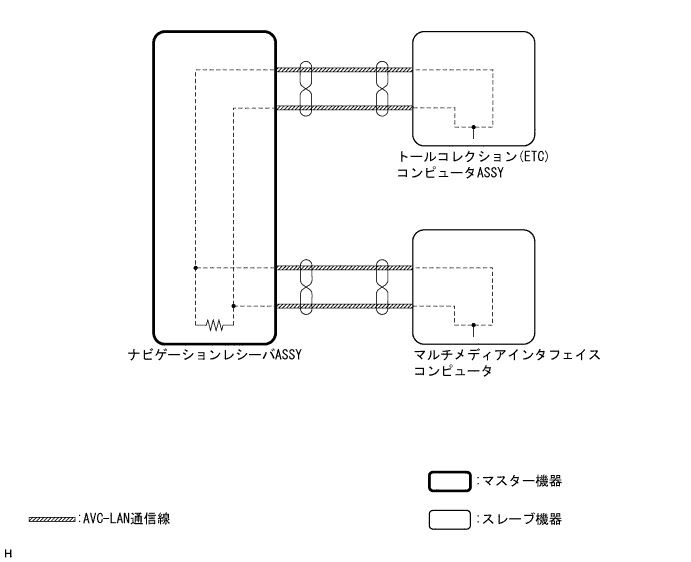 トールコレクション(ETC)
コンピュータASSY
ナビゲーションレシーバASSY
マルチメディアインタフェイス
コンピュータ
:マスター機器
:AVC-LAN通信線
:スレーブ機器
H